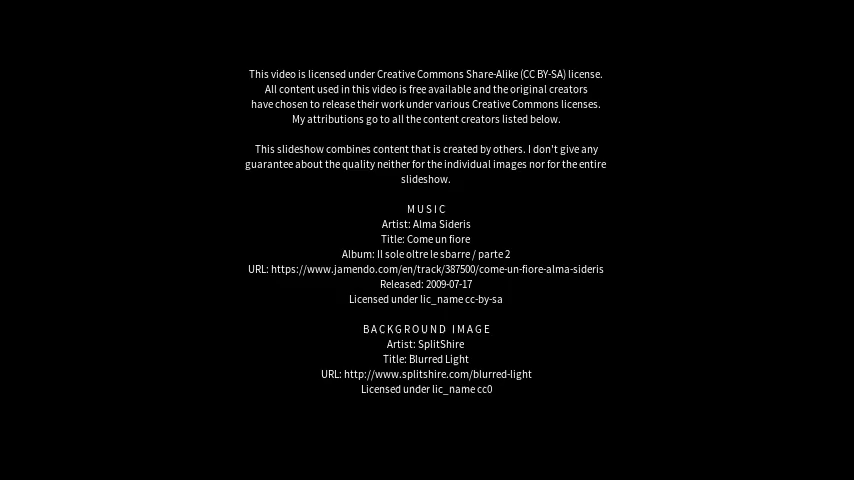 This video is licensed under Creative Commons Share-Alike (CC BY-SA) license.
All content used in this video is free available and the original creators
have chosen to release their work under various Creative Commons licenses.
My attributions go to all the content creators listed below.
This slideshow combines content that is created by others. I don't give any
guarantee about the quality neither for the individual images nor for the entire
slideshow.
MUSIC
Artist: Alma Sideris
Title: Come un fiore
Album: Il sole oltre le sbarre / parte 2
URL: https://www.jamendo.com/en/track/387500/come-un-fiore-alma-sideris
Released: 2009-07-17
Licensed under lic_name cc-by-sa
BACKGROUND IMAGE
Artist: SplitShire
Title: Blurred Light
URL: http://www.splitshire.com/blurred-light
Licensed under lic_name cc0